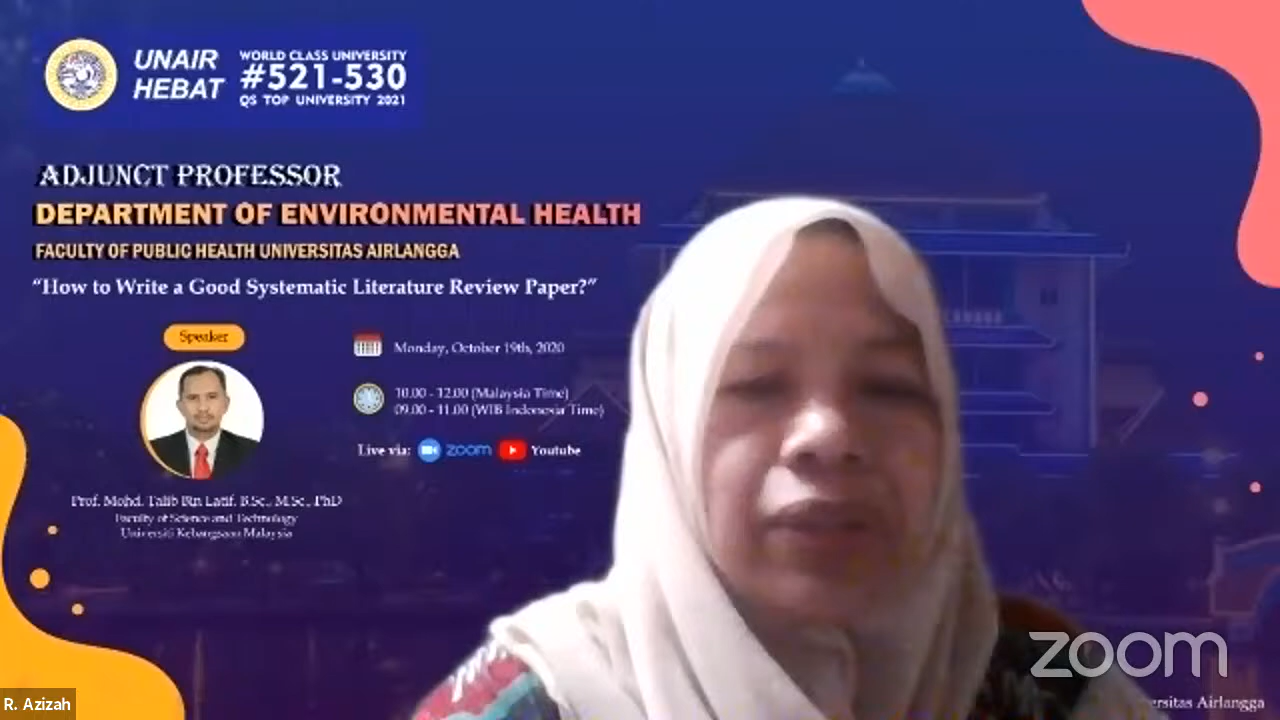 UNAIR
HEBAT
WORLD CLASS UNIVERSITY
#521-530
QS TOP UNIVERSITY 2021
ADJUNCT PROFESSOR
DEPARTMENT OF ENVIRONMENTAL HEALTH
FACULTY OF PUBLIC HEALTH UNIVERSITAS AIRLANGGA
“How to Write a Good Systematic Literature Review Paper?”
Speaker
Monday, October 19th, 2020
10.00 - 12.00 (Malaysia Time)
09.00 - 11.00 (WIB Indonesia Time)
Live via: zoom Youtube
Prof. Mohd. Talib Bin Latif, B.Sc., M.Sc., PhD
Faculty of Science and Technology
Universiti Kebangsaan Malaysia
zoom
ersitas Airlangga
R. Azizah